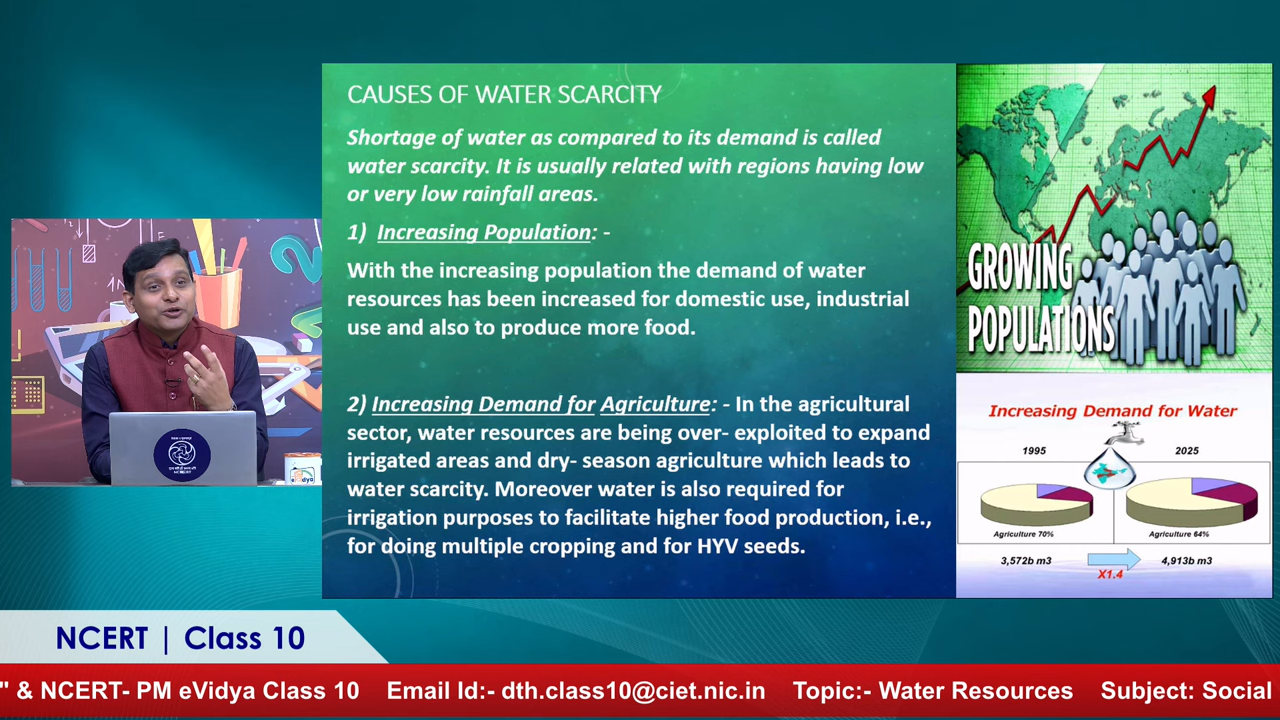 CAUSES OF WATER SCARCITY
Shortage of water as compared to its demand is called
water scarcity. It is usually related with regions having low
or very low rainfall areas.
1) Increasing Population: -
With the increasing population the demand of water
resources has been increased for domestic use, industrial
use and also to produce more food.
2) Increasing Demand for Agriculture: - In the agricultural
sector, water resources are being over- exploited to expand
irrigated areas and dry- season agriculture which leads to
water scarcity. Moreover water is also required for
irrigation purposes to facilitate higher food production, i.e.,
for doing multiple cropping and for HYV seeds.
GROWING
POPULATIONS
Increasing Demand for Water
1995
2025
Agriculture 70%
Agriculture 64%
3,572b m3
4,913b m3
X1.4
NCERT
NCERT | Class 10
" & NCERT- PM eVidya Class 10 Email Id:- dth.class10@ciet.nic.in Topic:- Water Resources Subject: Social